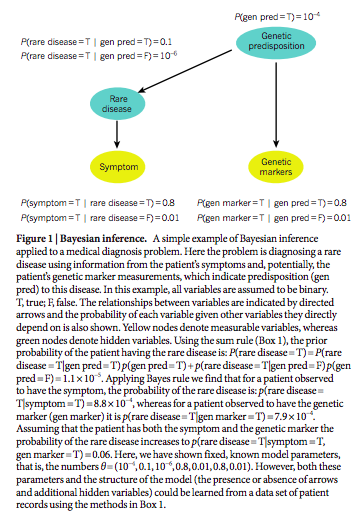 P(gen pred = T) = 10⁻⁴
P(rare disease = T | gen pred = T) = 0.1
P(rare disease = T | gen pred = F) = 10⁻⁶
Genetic
predisposition
Rare
disease
Symptom
Genetic
markers
P(symptom = T | rare disease = T) = 0.8
P(symptom = T | rare disease = F) = 0.01
P(gen marker = T | gen pred = T) = 0.8
P(gen marker = T | gen pred = F) = 0.01
Figure 1 | Bayesian inference. A simple example of Bayesian inference
applied to a medical diagnosis problem. Here the problem is diagnosing a rare
disease using information from the patient's symptoms and, potentially, the
patient's genetic marker measurements, which indicate predisposition (gen
pred) to this disease. In this example, all variables are assumed to be binary.
T, true; F, false. The relationships between variables are indicated by directed
arrows and the probability of each variable given other variables they directly
depend on is also shown. Yellow nodes denote measurable variables, whereas
green nodes denote hidden variables. Using the sum rule (Box 1), the prior
probability of the patient having the rare disease is: P(rare disease = T) = P(rare
disease = T|gen pred = T) p(gen pred = T) + p(rare disease = T|gen pred = F)p(gen
pred = F) = 1.1 × 10⁻⁵. Applying Bayes rule we find that for a patient observed
to have the symptom, the probability of the rare disease is: p(rare disease =
T|symptom = T) = 8.8 × 10⁻⁴, whereas for a patient observed to have the genetic
marker (gen marker) it is p(rare disease = T|gen marker = T) = 7.9 × 10⁻⁴.
Assuming that the patient has both the symptom and the genetic marker the
probability of the rare disease increases to p(rare disease = T|symptom = T,
gen marker = T) = 0.06. Here, we have shown fixed, known model parameters,
that is, the numbers θ = (10⁻⁴, 0.1, 10⁻⁶, 0.8, 0.01, 0.8, 0.01). However, both these
parameters and the structure of the model (the presence or absence of arrows
and additional hidden variables) could be learned from a data set of patient
records using the methods in Box 1.